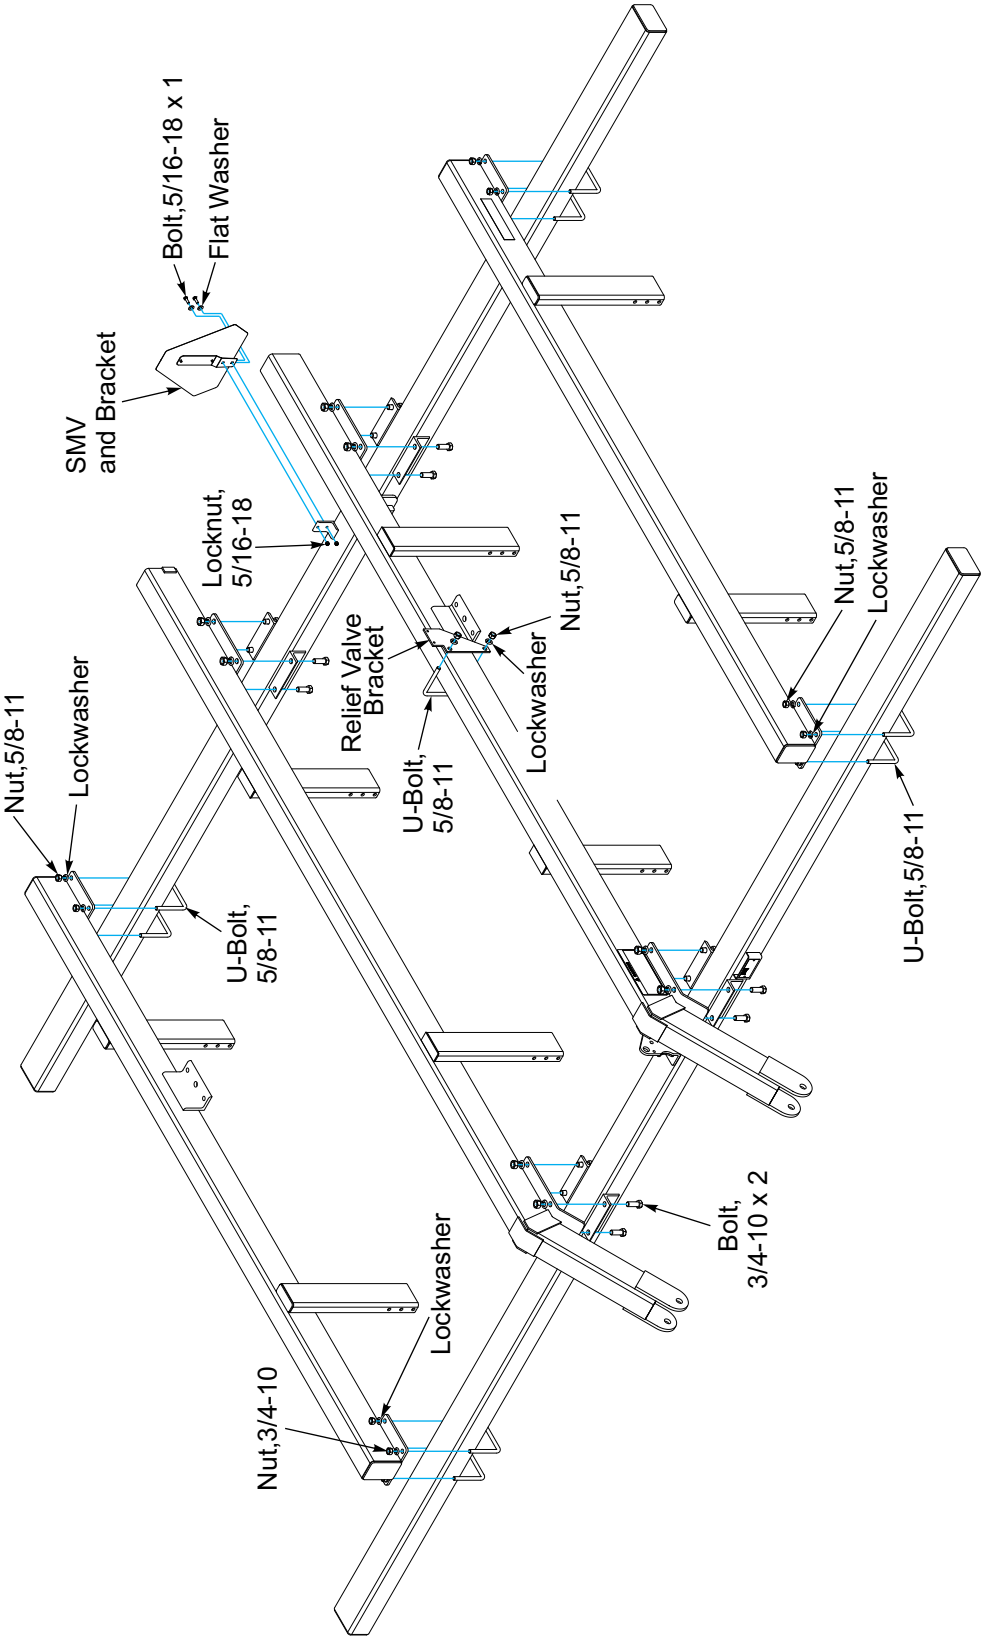 Bolt,5/16-18 x 1
Flat Washer
SMV
and Bracket
Locknut,
5/16-18
Nut,5/8-11
Lockwasher
U-Bolt,
5/8-11
Relief Valve
Bracket
U-Bolt,
5/8-11
Lockwasher
Nut,5/8-11
Nut,5/8-11
Lockwasher
U-Bolt,5/8-11
Bolt,
3/4-10 x 2
Lockwasher
Nut,3/4-10